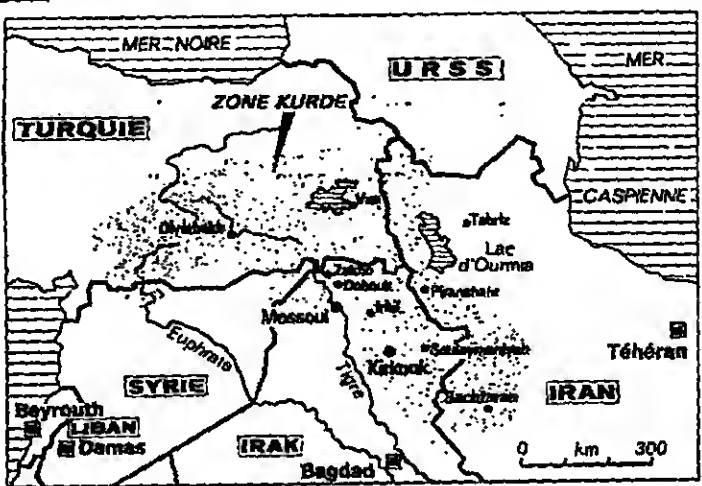 MER NOIRE
URSS
MER
CASPIENNE
ZONE KURDE
TURQUIE
Van
Tabriz
Lac
d'Ourmia
Zakho
Dohouk
Piranshahr
Mossoul
Kirkouk
Téhéran
Euphrate
Tigre
SYRIE
IRAN
Beyrouth
LIBAN
Damas
IRAK
Bagdad
0 km 300